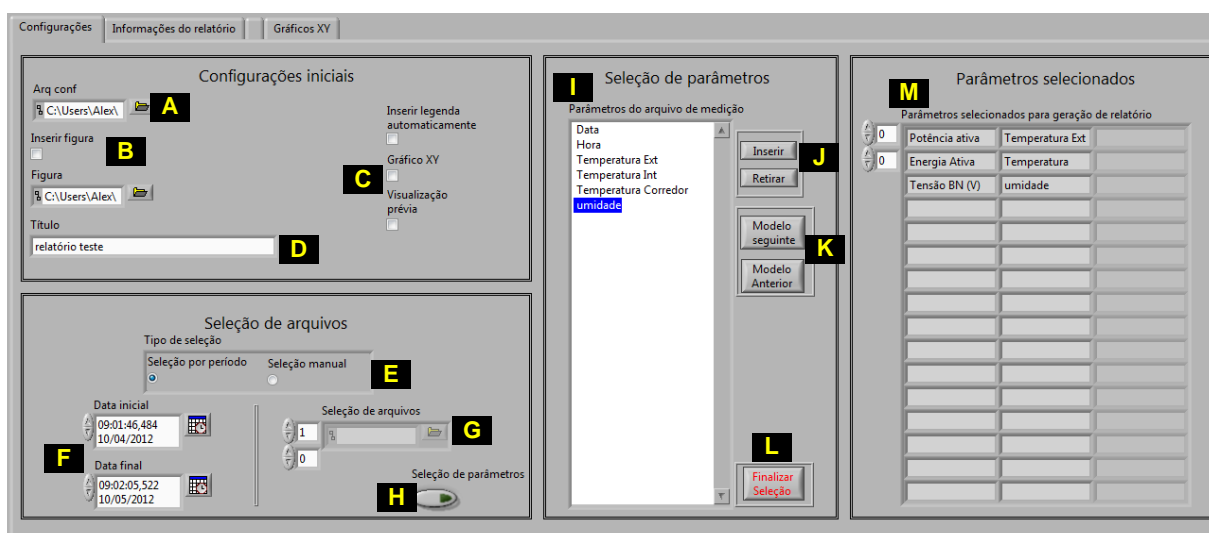 Configurações
Informações do relatório
Gráficos XY
Configurações iniciais
Arq conf
C:\Users\Alex\
A
Inserir figura
B
Figura
C:\Users\Alex\
Título
relatório teste
D
Inserir legenda
automaticamente
Gráfico XY
C
Visualização
prévia
Seleção de arquivos
Tipo de seleção
Seleção por período
Seleção manual
E
Data inicial
09:01:46,484
10/04/2012
F
Data final
09:02:05,522
10/05/2012
Seleção de arquivos
1
0
G
Seleção de parâmetros
H
I
Seleção de parâmetros
Parâmetros do arquivo de medição
Data
Hora
Temperatura Ext
Temperatura Int
Temperatura Corredor
umidade
Inserir
J
Retirar
Modelo
seguinte
K
Modelo
Anterior
L
Finalizar
Seleção
M
Parâmetros selecionados
Parâmetros selecionados para geração de relatório
0 Potência ativa Temperatura Ext
0 Energia Ativa Temperatura
Tensão BN (V) umidade